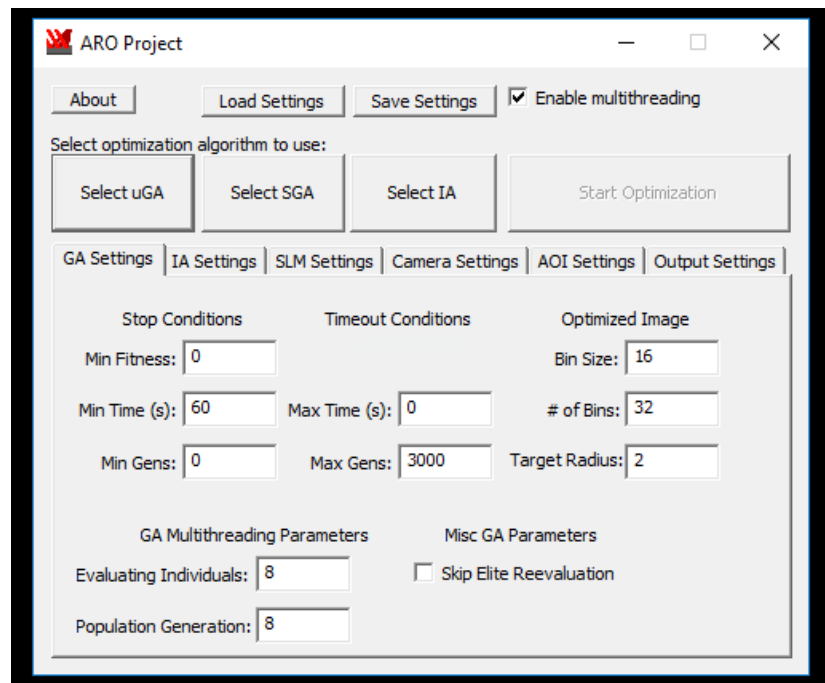 ARO Project
About Load Settings Save Settings Enable multithreading
Select optimization algorithm to use:
Select uGA Select SGA Select IA Start Optimization
GA Settings IA Settings SLM Settings Camera Settings AOI Settings Output Settings
Stop Conditions Timeout Conditions Optimized Image
Min Fitness: 0 Bin Size: 16
Min Time (s): 60 Max Time (s): 0 # of Bins: 32
Min Gens: 0 Max Gens: 3000 Target Radius: 2
GA Multithreading Parameters Misc GA Parameters
Evaluating Individuals: 8 Skip Elite Reevaluation
Population Generation: 8